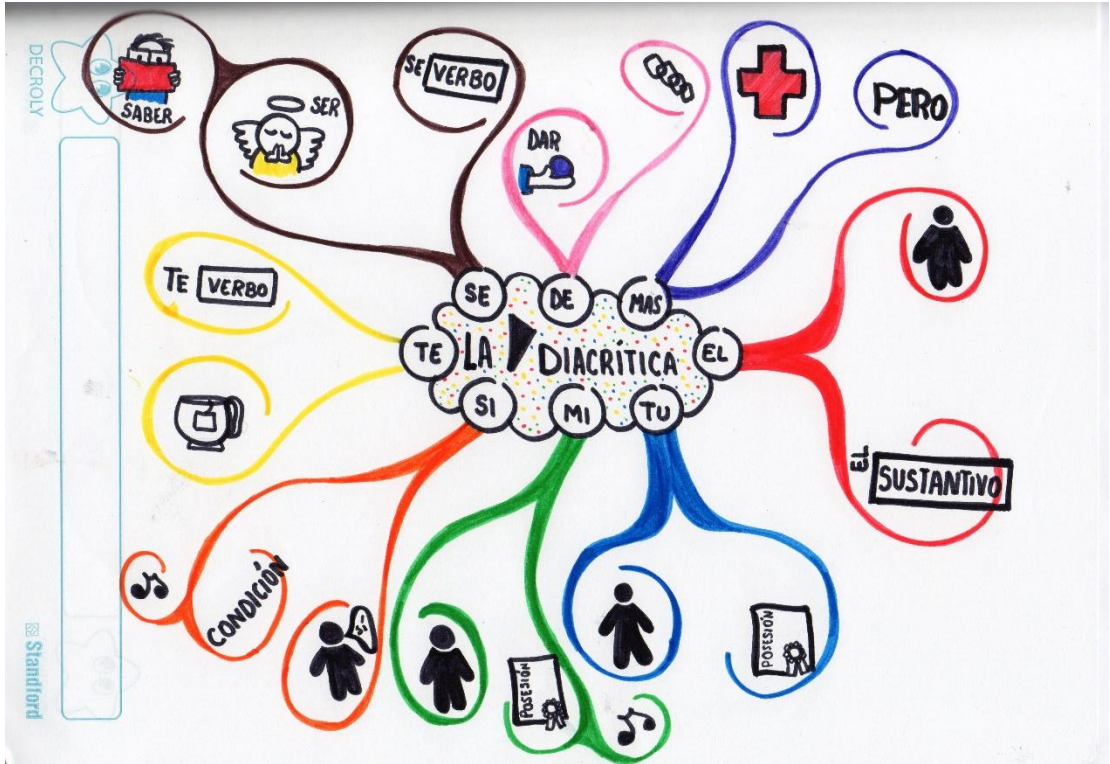 DECROLY
SABER
SER
SE VERBO
DAR
PERO
TE VERBO
SE
DE
MAS
TE
LA DIACRÍTICA
EL
SI
MI
TU
EL SUSTANTIVO
CONDICIÓN
POSESIÓN
POSESIÓN
Standford